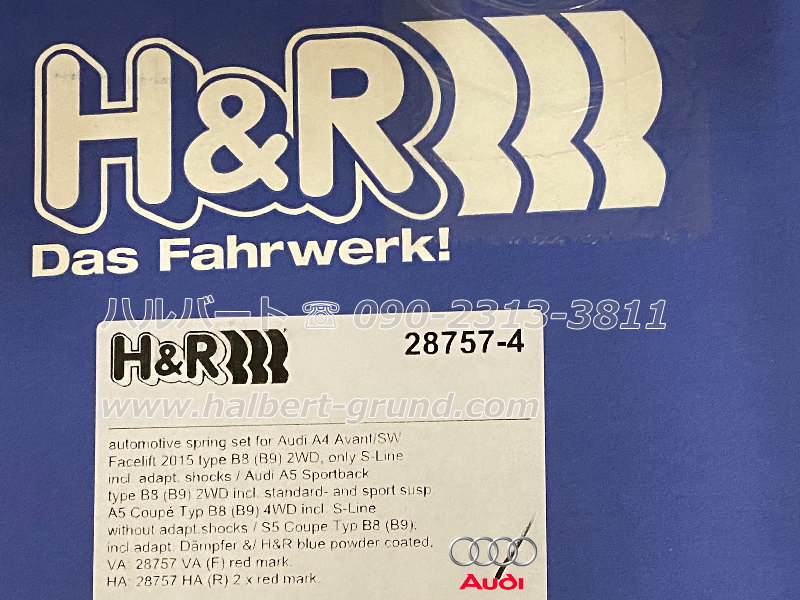 H&R
Das Fahrwerk!
ハルバート ☏ 090-2313-3811
H&R
28757-4
www.halbert-grund.com
automotive spring set for Audi A4 Avant/SW
Facelift 2015 type B8 (B9) 2WD, only S-Line
incl. adapt. shocks / Audi A5 Sportback
type B8 (B9) 2WD incl. standard- and sport susp.
A5 Coupé Typ B8 (B9) 4WD incl. S-Line
without adapt.shocks / S5 Coupe Typ B8 (B9),
incl.adapt. Dämpfer &/ H&R blue powder coated,
VA: 28757 VA (F) red mark.
HA: 28757 HA (R) 2 x red mark.
Audi